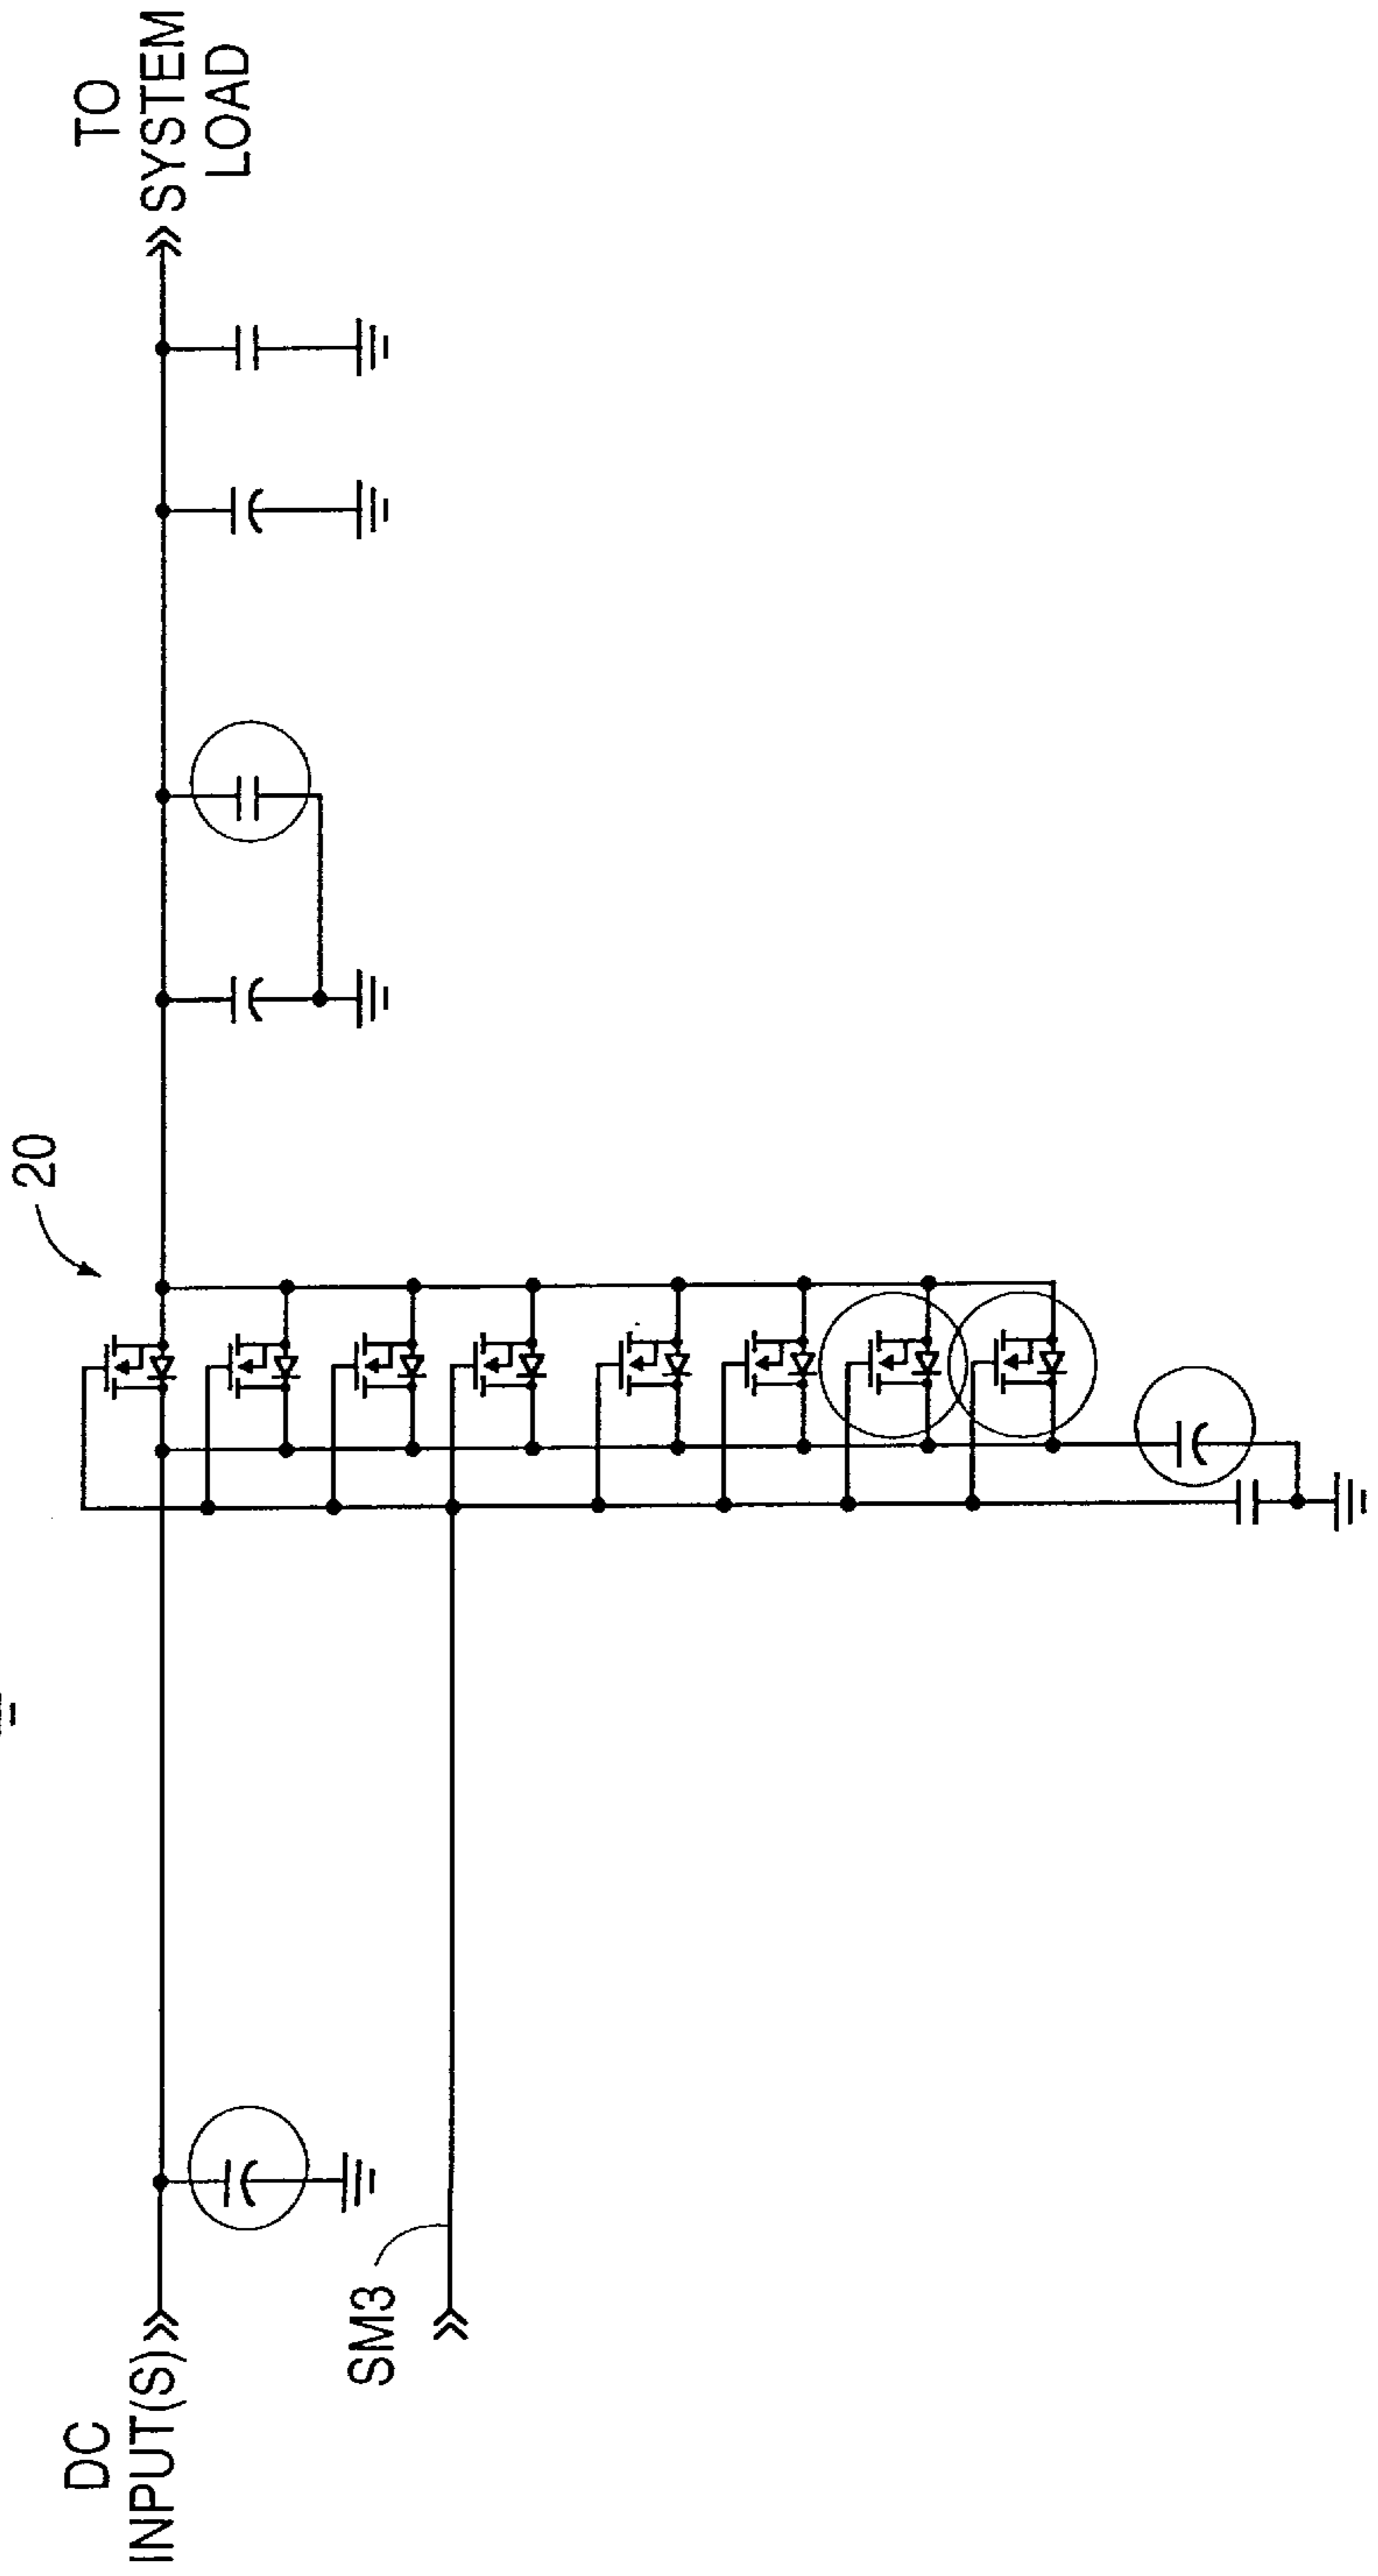 DC
INPUT(S)
SM3
20
TO
SYSTEM
LOAD